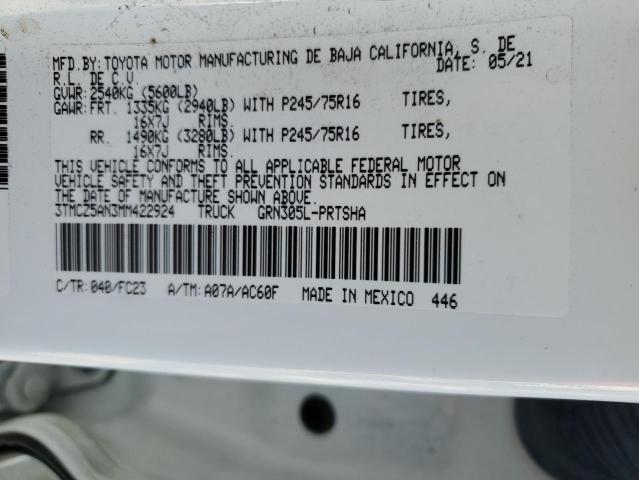 MFD.BY:TOYOTA MOTOR MANUFACTURING DE BAJA CALIFORNIA, S. DE
R.L. DE C.V. DATE: 05/21
GVWR:2540KG (5600LB)
GAWR:FRT. 1335KG (2940LB) WITH P245/75R16 TIRES,
16X7J RIMS.
RR. 1490KG (3280LB) WITH P245/75R16 TIRES,
16X7J RIMS.
THIS VEHICLE CONFORMS TO ALL APPLICABLE FEDERAL MOTOR
VEHICLE SAFETY AND THEFT PREVENTION STANDARDS IN EFFECT ON
THE DATE OF MANUFACTURE SHOWN ABOVE.
3TMCZ5AN3MM422924 TRUCK GRN305L-PRTSHA
C/TR:040/FC23 A/TM:A07A/AC60F MADE IN MEXICO 446